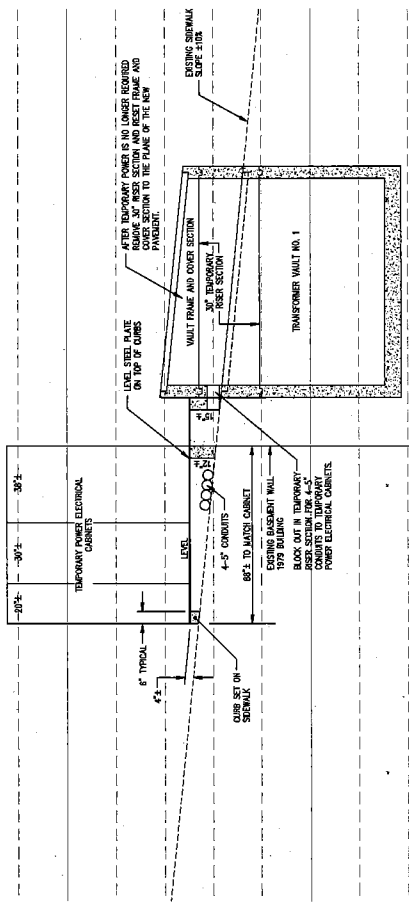 EXISTING SIDEWALK
SLOPE ±10%
AFTER TEMPORARY POWER IS NO LONGER REQUIRED
REMOVE 30" RISER SECTION AND RESET FRAME AND
COVER SECTION TO THE PLANE OF THE NEW
PAVEMENT.
LEVEL STEEL PLATE
ON TOP OF CURBS
VAULT FRAME AND COVER SECTION
30" TEMPORARY
RISER SECTION
TRANSFORMER VAULT NO. 1
15"±
12"±
38"±
30"±
20"±
TEMPORARY POWER ELECTRICAL
CABINETS
LEVEL
4-5" CONDUITS
88"± TO MATCH CABINET
EXISTING BASEMENT WALL
1979 BUILDING
BLOCK OUT IN TEMPORARY
RISER SECTION FOR 4-5"
CONDUITS TO TEMPORARY
POWER ELECTRICAL CABINETS.
6" TYPICAL
4"±
CURB SET ON
SIDEWALK